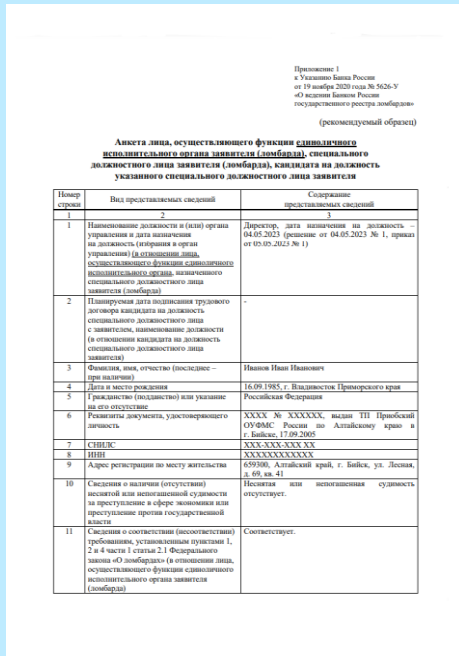 Приложение 1
к Указанию Банка России
от 19 ноября 2020 года № 5626-У
«О ведении Банком России
государственного реестра ломбардов»
(рекомендуемый образец)
Анкета лица, осуществляющего функции единоличного
исполнительного органа заявителя (ломбарда), специального
должностного лица заявителя (ломбарда), кандидата на должность
указанного специального должностного лица заявителя
Номер строки
Вид представляемых сведений
Содержание представляемых сведений
1
2
3
1
Наименование должности и (или) органа
управления и дата назначения
на должность (избрания в орган
управления) (в отношении лица,
осуществляющего функции единоличного
исполнительного органа, назначенного
специального должностного лица
заявителя (ломбарда)
Директор, дата назначения на должность –
04.05.2023 (решение от 04.05.2023 № 1, приказ
от 05.05.2023 № 1)
2
Планируемая дата подписания трудового
договора кандидата на должность
специального должностного лица
с заявителем, наименование должности
(в отношении кандидата на должность
специального должностного лица
заявителя)
-
3
Фамилия, имя, отчество (последнее –
при наличии)
Иванов Иван Иванович
4
Дата и место рождения
16.09.1985, г. Владивосток Приморского края
5
Гражданство (подданство) или указание
на его отсутствие
Российская Федерация
6
Реквизиты документа, удостоверяющего
личность
XXXX № XXXXXX, выдан ТП Приобский
ОУФМС России по Алтайскому краю в
г. Бийске, 17.09.2005
7
СНИЛС
XXX-XXX-XXX XX
8
ИНН
XXXXXXXXXXXX
9
Адрес регистрации по месту жительства
659300, Алтайский край, г. Бийск, ул. Лесная,
д. 69, кв. 41
10
Сведения о наличии (отсутствии)
неснятой или непогашенной судимости
за преступление в сфере экономики или
преступление против государственной
власти
Неснятая или непогашенная судимость
отсутствует.
11
Сведения о соответствии (несоответствии)
требованиям, установленным пунктами 1,
2 и 4 части 1 статьи 2.1 Федерального
закона «О ломбардах» (в отношении лица,
осуществляющего функции единоличного
исполнительного органа заявителя
(ломбарда)
Соответствует.